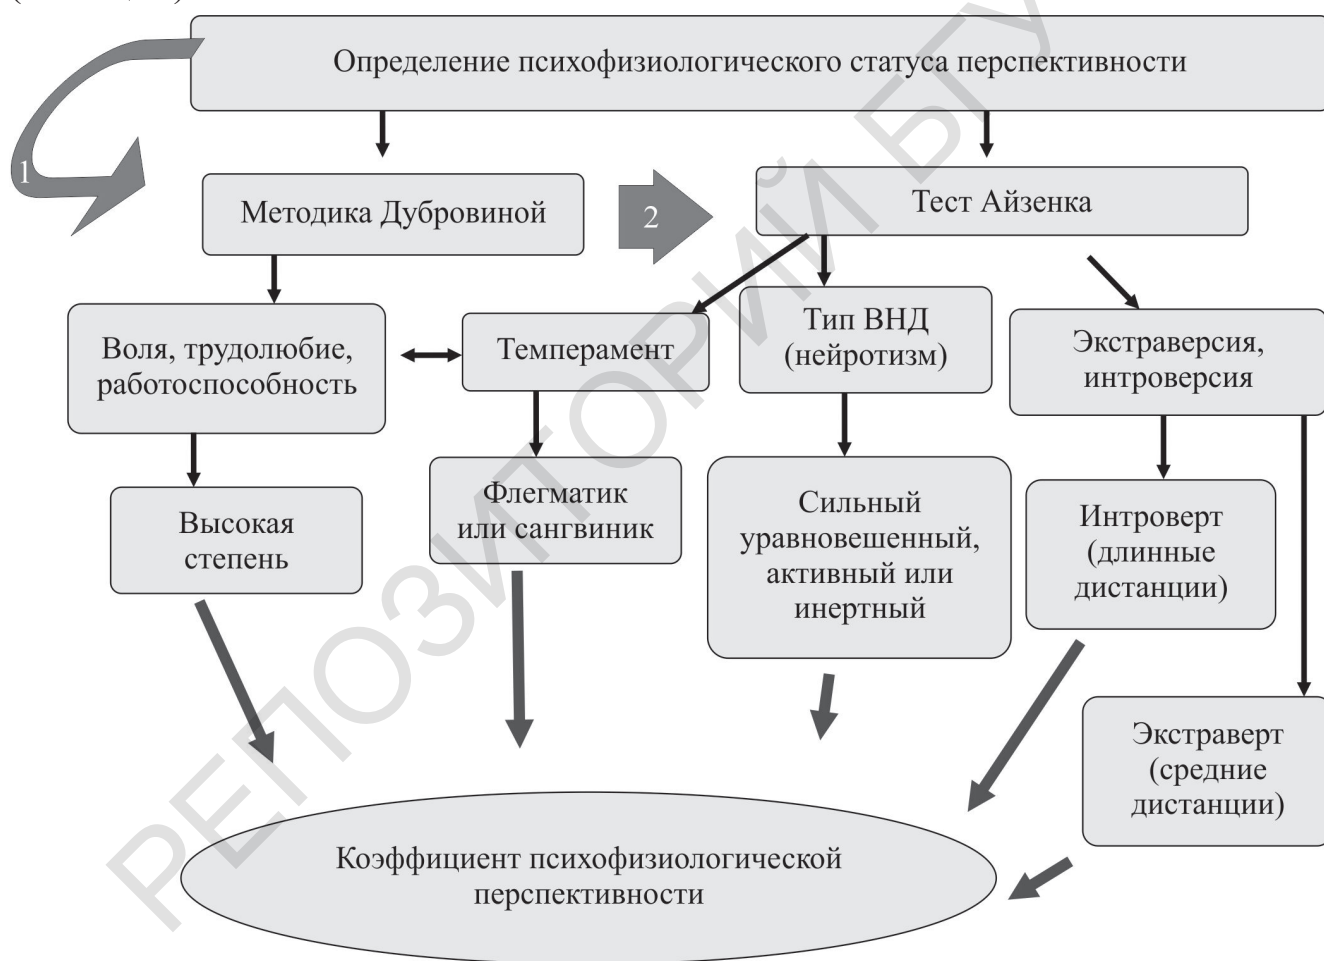 Определение психофизиологического статуса перспективности
1
Методика Дубровиной
2
Тест Айзенка
Воля, трудолюбие,
работоспособность
Темперамент
Тип ВНД
(нейротизм)
Экстраверсия,
интроверсия
Высокая
степень
Флегматик
или сангвиник
Сильный
уравновешенный,
активный или
инертный
Интроверт
(длинные
дистанции)
Экстраверт
(средние
дистанции)
Коэффициент психофизиологической
перспективности
РЕПОЗИТОРИЙ БГУ